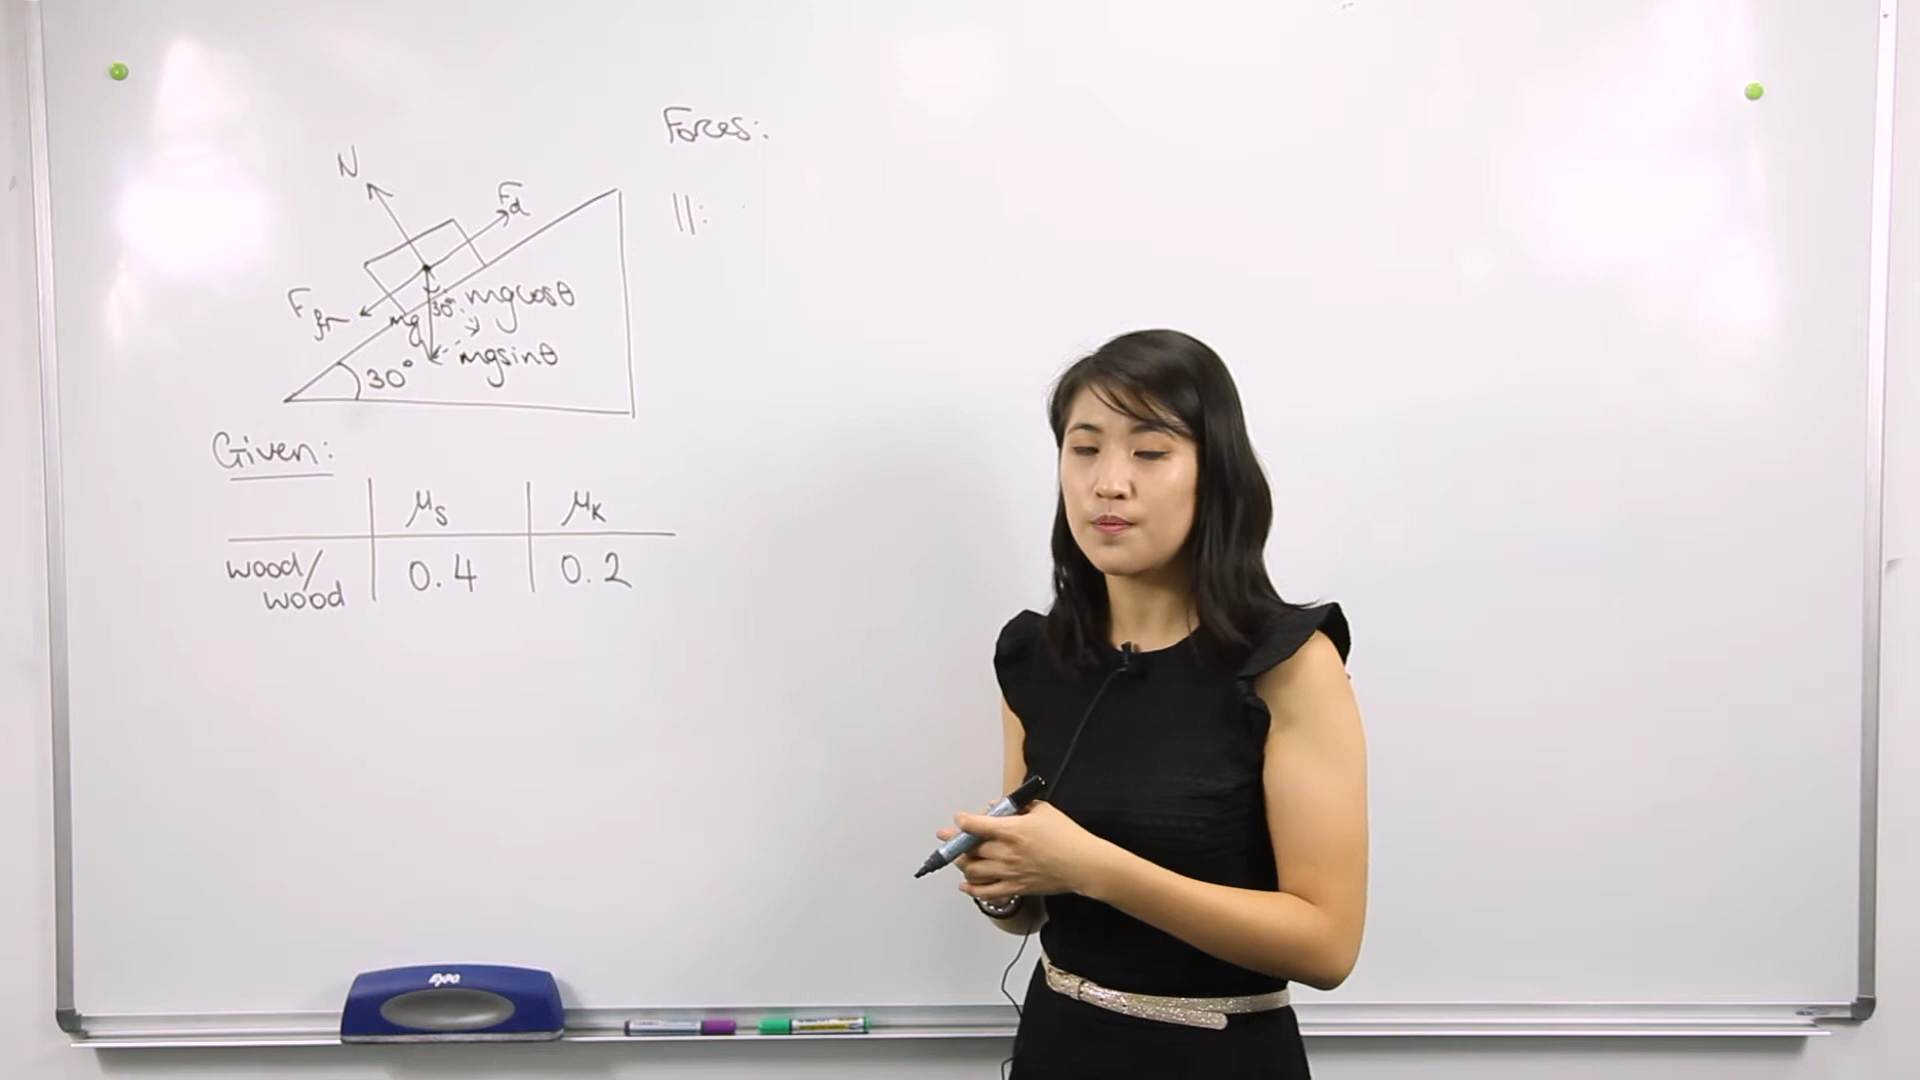 Forces:
||:
N
Fa
Ffr
30°
mgcosθ
mg
mgsinθ
30°
Given:
μs | μk
wood/wood | 0.4 | 0.2
expo